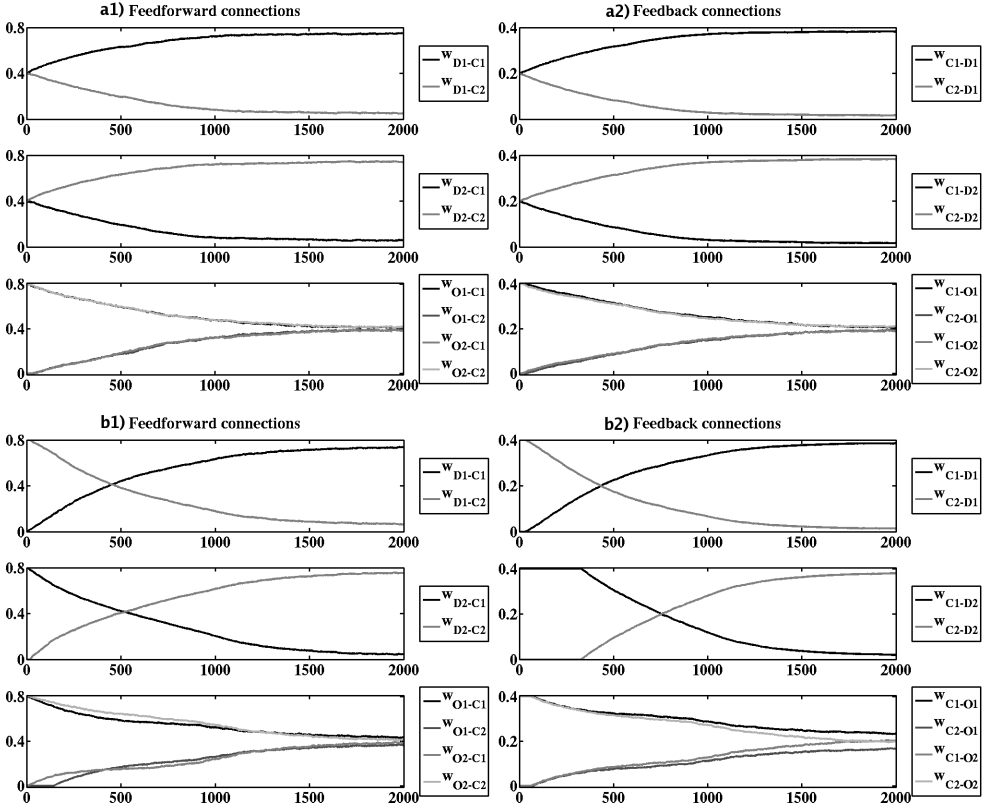 a1) Feedforward connections
0.8
0.4
0
0 500 1000 1500 2000
w D1-C1
w D1-C2
0.8
0.4
0
0 500 1000 1500 2000
w D2-C1
w D2-C2
0.8
0.4
0
0 500 1000 1500 2000
w O1-C1
w O1-C2
w O2-C1
w O2-C2
a2) Feedback connections
0.4
0.2
0
0 500 1000 1500 2000
w C1-D1
w C2-D1
0.4
0.2
0
0 500 1000 1500 2000
w C1-D2
w C2-D2
0.4
0.2
0
0 500 1000 1500 2000
w C1-O1
w C2-O1
w C1-O2
w C2-O2
b1) Feedforward connections
0.8
0.4
0
0 500 1000 1500 2000
w D1-C1
w D1-C2
0.8
0.4
0
0 500 1000 1500 2000
w D2-C1
w D2-C2
0.8
0.4
0
0 500 1000 1500 2000
w O1-C1
w O1-C2
w O2-C1
w O2-C2
b2) Feedback connections
0.4
0.2
0
0 500 1000 1500 2000
w C1-D1
w C2-D1
0.4
0.2
0
0 500 1000 1500 2000
w C1-D2
w C2-D2
0.4
0.2
0
0 500 1000 1500 2000
w C1-O1
w C2-O1
w C1-O2
w C2-O2